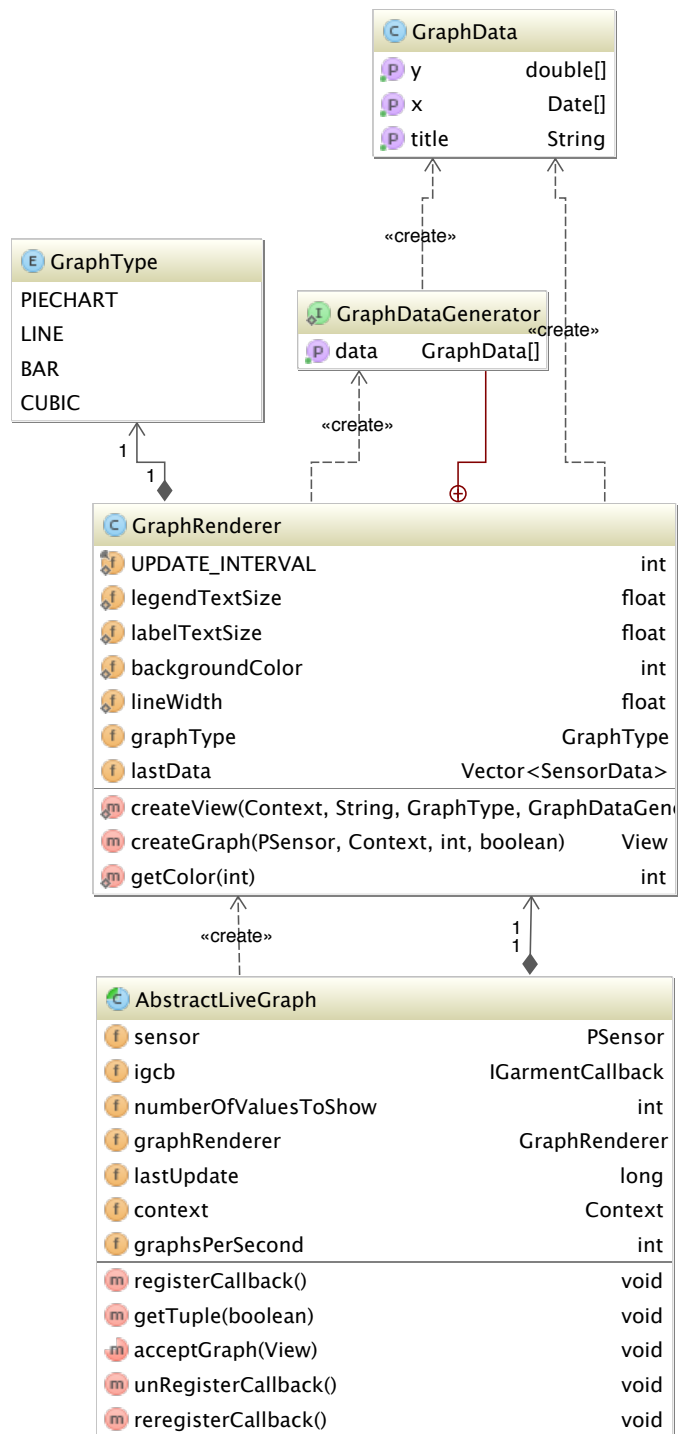 GraphData
y double[]
x Date[]
title String
«create»
GraphType
PIECHART
LINE
BAR
CUBIC
GraphDataGenerator
data GraphData[]
«create»
«create»
1
1
GraphRenderer
UPDATE_INTERVAL int
legendTextSize float
labelTextSize float
backgroundColor int
lineWidth float
graphType GraphType
lastData Vector<SensorData>
createView(Context, String, GraphType, GraphDataGen
createGraph(PSensor, Context, int, boolean) View
getColor(int) int
«create»
1
1
AbstractLiveGraph
sensor PSensor
igcb IGarmentCallback
numberOfValuesToShow int
graphRenderer GraphRenderer
lastUpdate long
context Context
graphsPerSecond int
registerCallback() void
getTuple(boolean) void
acceptGraph(View) void
unRegisterCallback() void
reregisterCallback() void